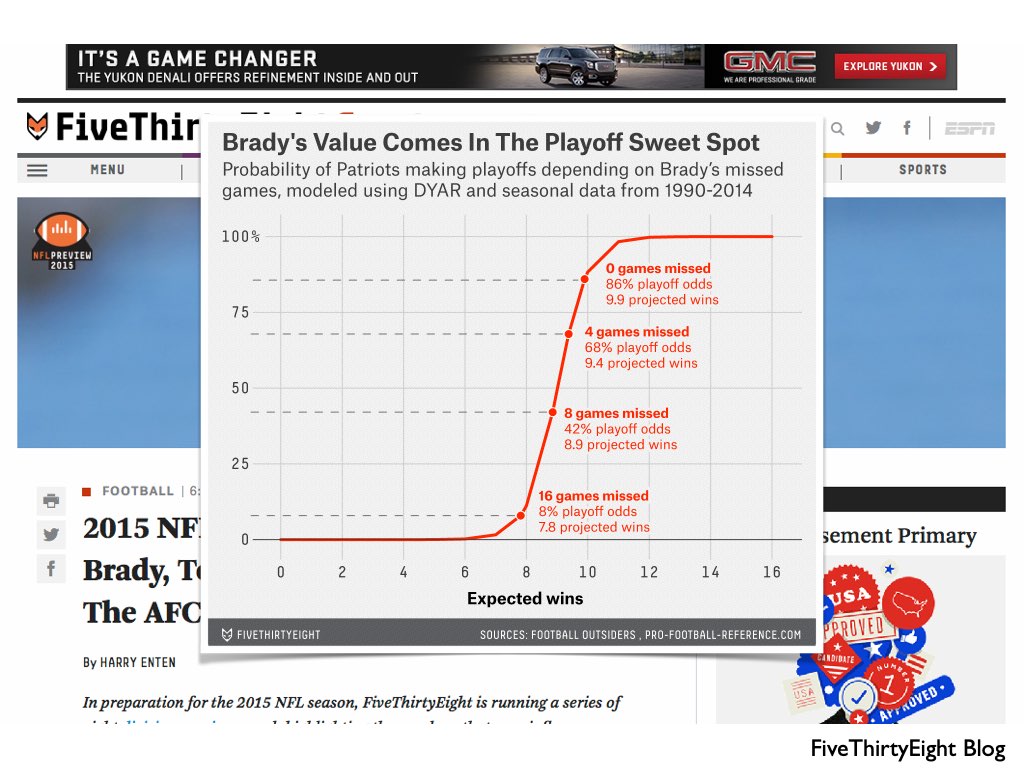 IT'S A GAME CHANGER
THE YUKON DENALI OFFERS REFINEMENT INSIDE AND OUT
GMC
WE ARE PROFESSIONAL GRADE
EXPLORE YUKON
FiveThir
ESPN
MENU
SPORTS
NFL PREVIEW
2015
Brady's Value Comes In The Playoff Sweet Spot
Probability of Patriots making playoffs depending on Brady's missed
games, modeled using DYAR and seasonal data from 1990-2014
100%
75
50
25
0
0 games missed
86% playoff odds
9.9 projected wins
4 games missed
68% playoff odds
9.4 projected wins
8 games missed
42% playoff odds
8.9 projected wins
16 games missed
8% playoff odds
7.8 projected wins
0 2 4 6 8 10 12 14 16
Expected wins
FIVETHIRTYEIGHT
SOURCES: FOOTBALL OUTSIDERS , PRO-FOOTBALL-REFERENCE.COM
FOOTBALL | 6:
2015 NF
Brady, T
The AFC
By HARRY ENTEN
In preparation for the 2015 NFL season, FiveThirtyEight is running a series of
sement Primary
USA
APPROVED
CANDIDATE
NUMBER
1
USA
APPROVED
FiveThirtyEight Blog